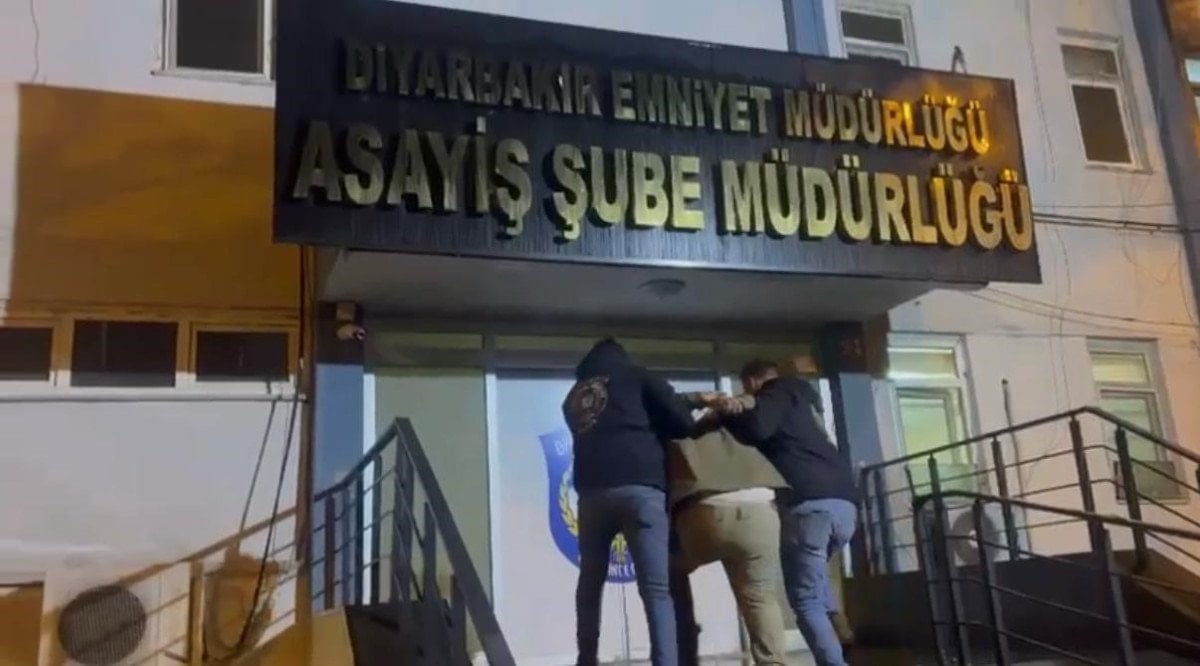 DİYARBAKIR EMNİYET MÜDÜRLÜĞÜ
ASAYİŞ ŞUBE MÜDÜRLÜĞÜ